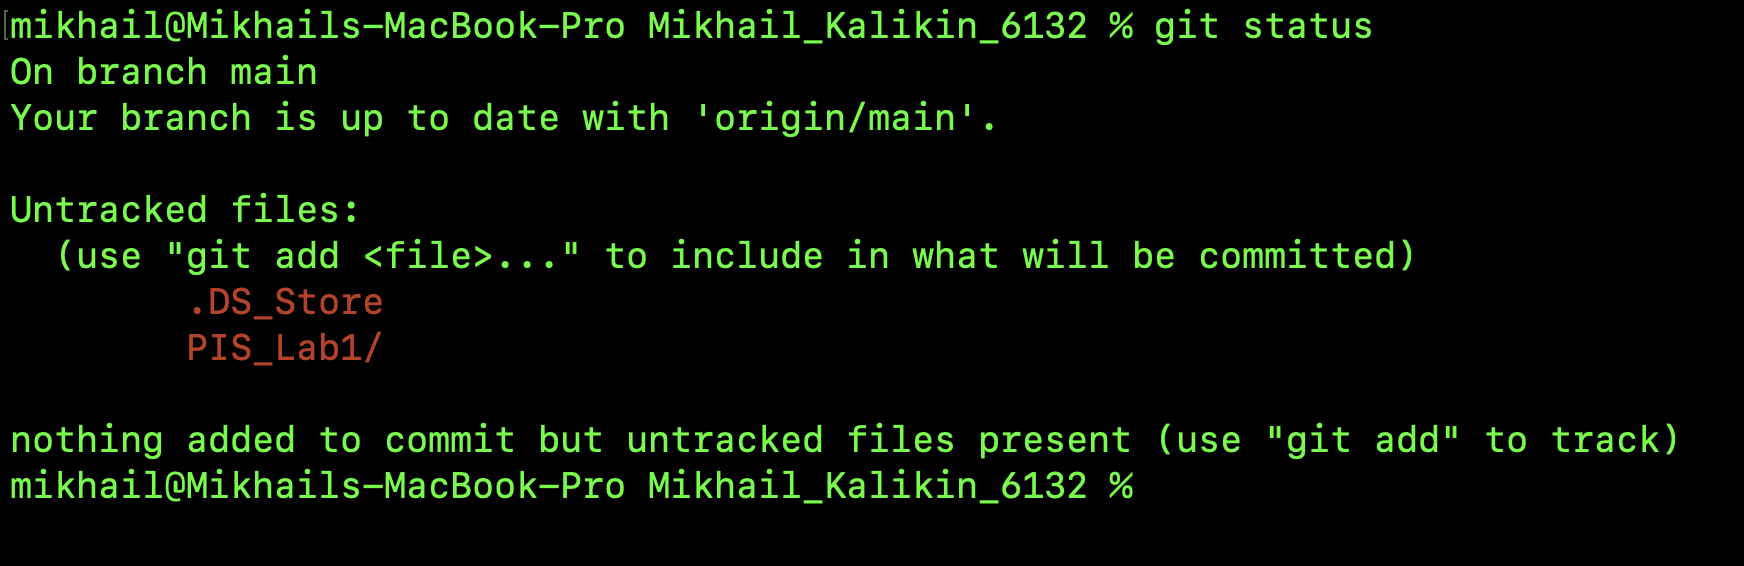 mikhail@Mikhails-MacBook-Pro Mikhail_Kalikin_6132 % git status
On branch main
Your branch is up to date with 'origin/main'.
Untracked files:
(use "git add <file>..." to include in what will be committed)
.DS_Store
PIS_Lab1/
nothing added to commit but untracked files present (use "git add" to track)
mikhail@Mikhails-MacBook-Pro Mikhail_Kalikin_6132 %